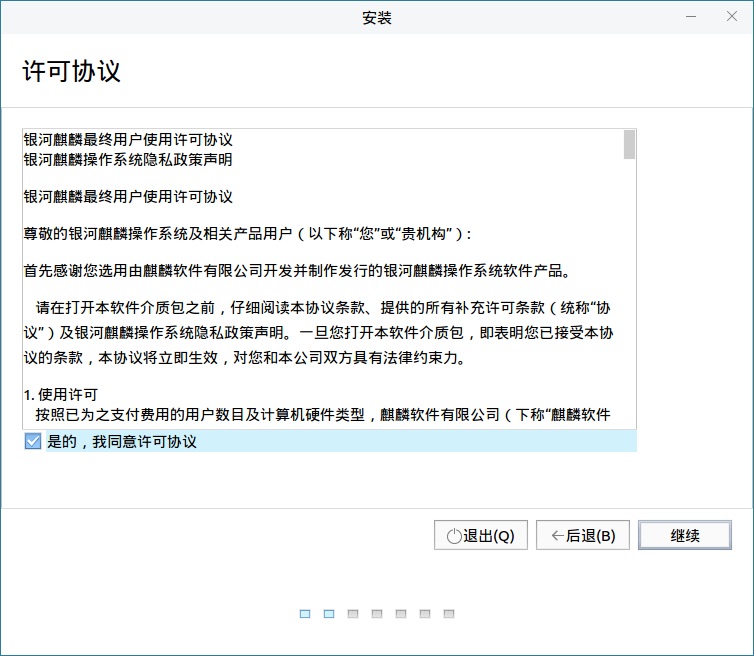 安装
许可协议
银河麒麟最终用户使用许可协议
银河麒麟操作系统隐私政策声明
银河麒麟最终用户使用许可协议
尊敬的银河麒麟操作系统及相关产品用户（以下称“您”或“贵机构”）：
首先感谢您选用由麒麟软件有限公司开发并制作发行的银河麒麟操作系统软件产品。
请在打开本软件介质包之前，仔细阅读本协议条款、提供的所有补充许可条款（统称“协
议”）及银河麒麟操作系统隐私政策声明。一旦您打开本软件介质包，即表明您已接受本协
议的条款，本协议将立即生效，对您和本公司双方具有法律约束力。
1. 使用许可
按照已为之支付费用的用户数目及计算机硬件类型，麒麟软件有限公司（下称“麒麟软件
是的，我同意许可协议
退出(Q)
后退(B)
继续